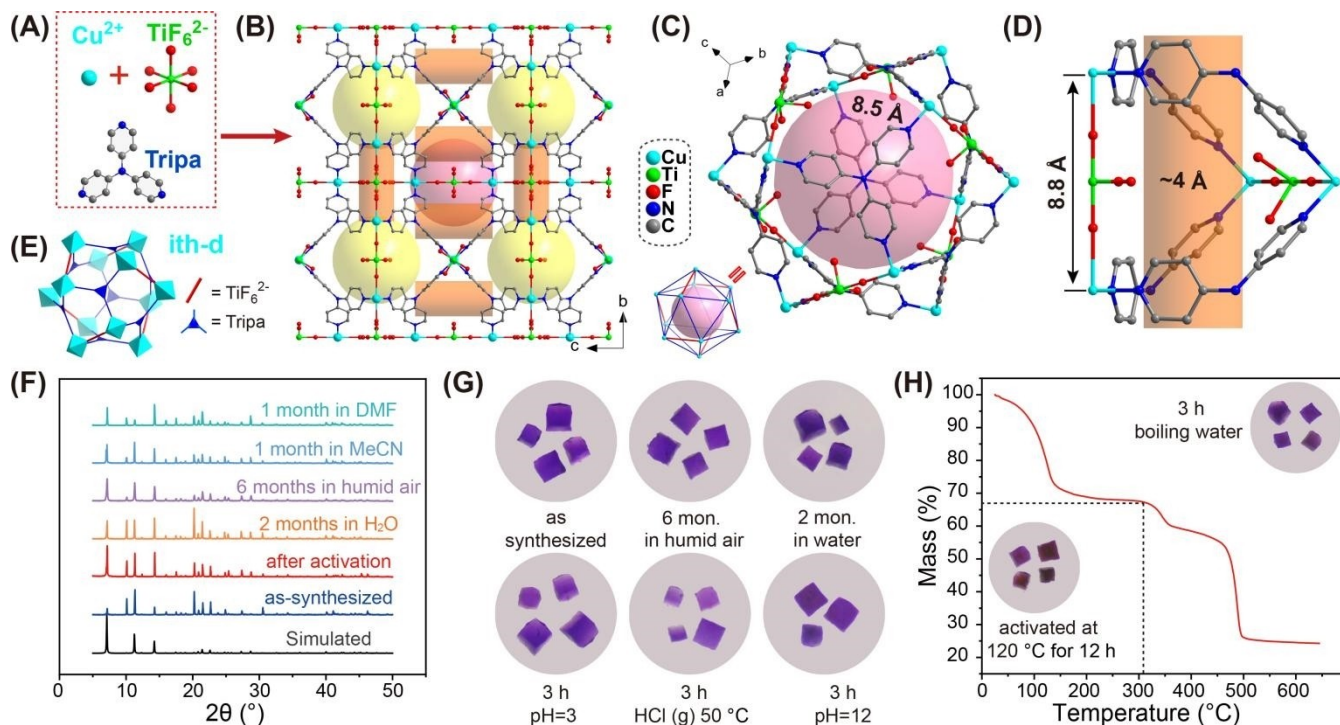 (A)
Cu2+
TiF62-
+
Tripa
(B)
b
c
(C)
c
b
a
8.5 Å
Cu
Ti
F
N
C
=
(D)
8.8 Å
~4 Å
(E)
ith-d
= TiF62-
= Tripa
(F)
1 month in DMF
1 month in MeCN
6 months in humid air
2 months in H2O
after activation
as-synthesized
Simulated
0 10 20 30 40 50
2θ (°)
(G)
as
synthesized
6 mon.
in humid air
2 mon.
in water
3 h
pH=3
3 h
HCl (g) 50 °C
3 h
pH=12
(H)
100
90
80
70
60
50
40
30
20
Mass (%)
3 h
boiling water
activated at
120 °C for 12 h
0 100 200 300 400 500 600
Temperature (°C)